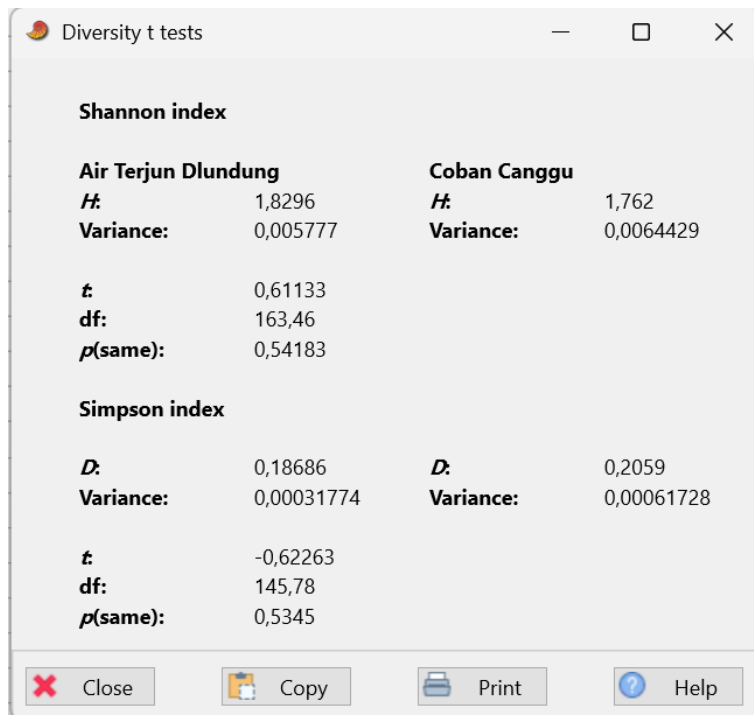 Diversity t tests
Shannon index
Air Terjun Dlundung Coban Canggu
H: 1,8296 H: 1,762
Variance: 0,005777 Variance: 0,0064429
t: 0,61133
df: 163,46
p(same): 0,54183
Simpson index
D: 0,18686 D: 0,2059
Variance: 0,00031774 Variance: 0,00061728
t: -0,62263
df: 145,78
p(same): 0,5345
Close Copy Print Help